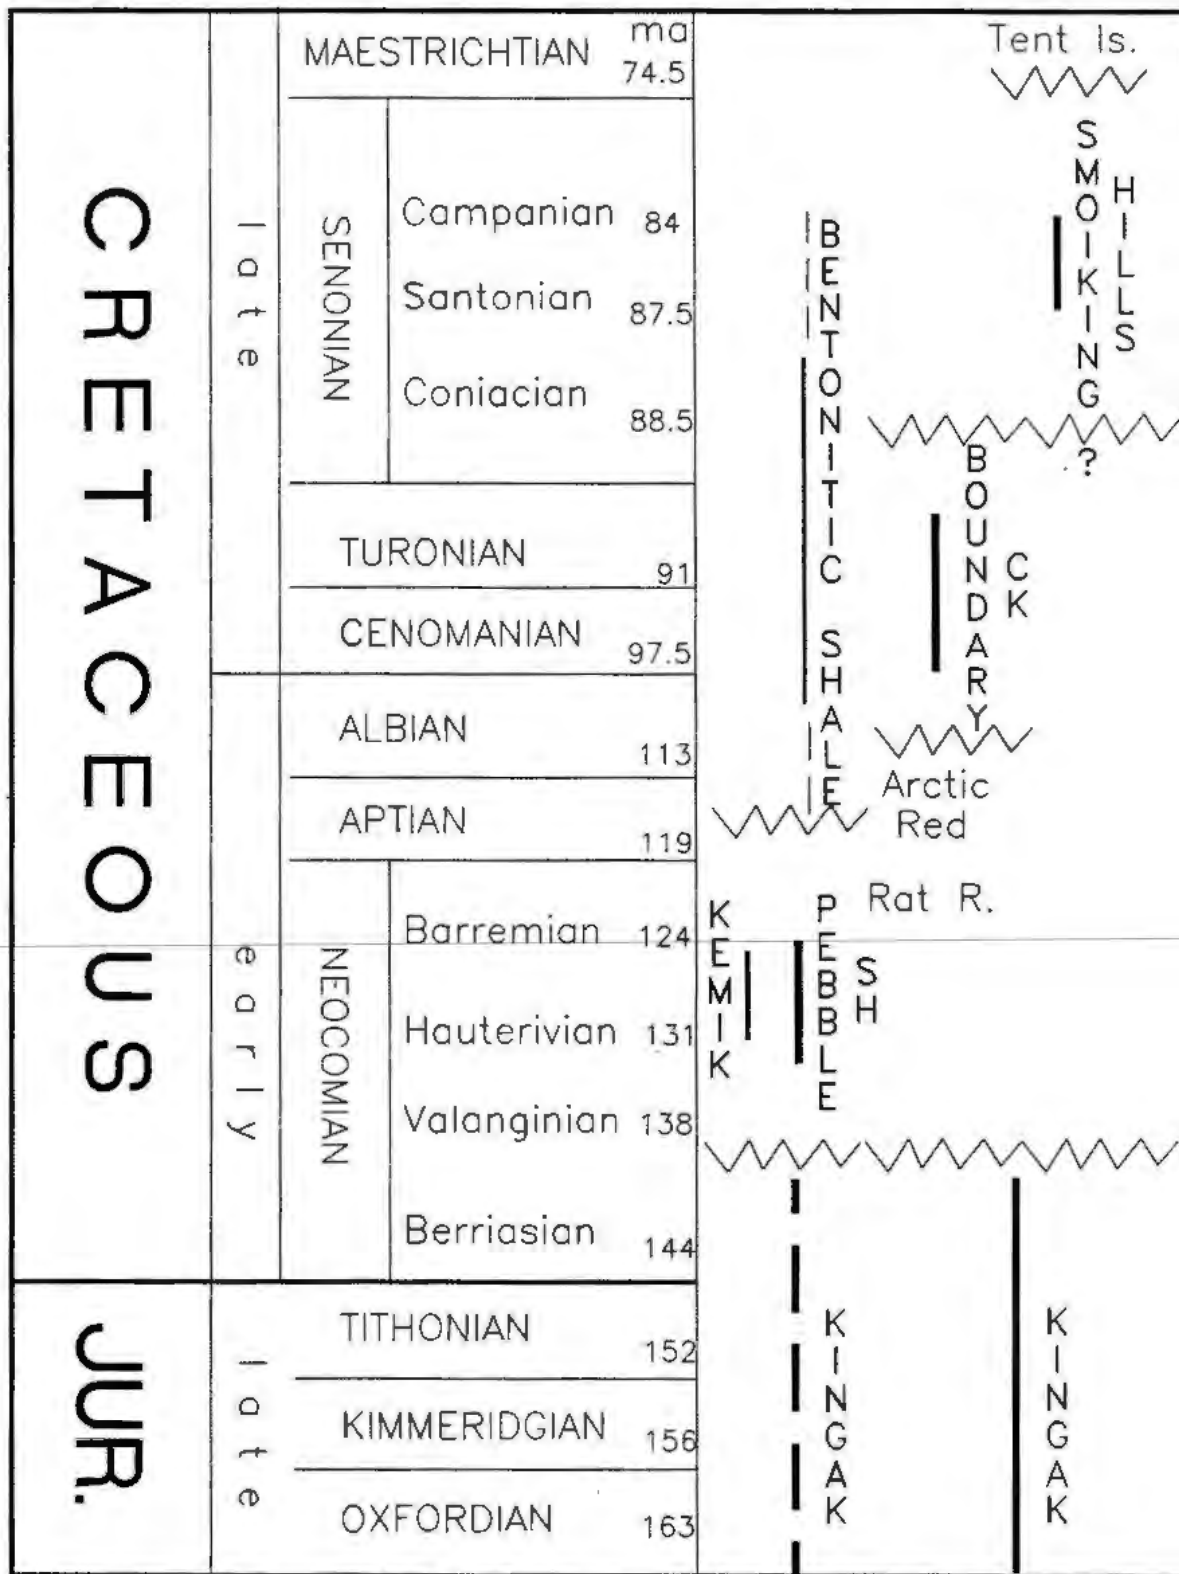 CRETACEOUS
JUR.
late
early
late
SENONIAN
NEOCOMIAN
ma
MAESTRICHTIAN 74.5
Campanian 84
Santonian 87.5
Coniacian 88.5
TURONIAN 91
CENOMANIAN 97.5
ALBIAN 113
APTIAN 119
Barremian 124
Hauterivian 131
Valanginian 138
Berriasian 144
TITHONIAN 152
KIMMERIDGIAN 156
OXFORDIAN 163
BENTONITIC SHALE
KEMIK
PEBBLE
SH
KINGAK
Tent Is.
SMOIKING
HILLS
?
BOUNDARY
CK
Arctic
Red
Rat R.
KINGAK